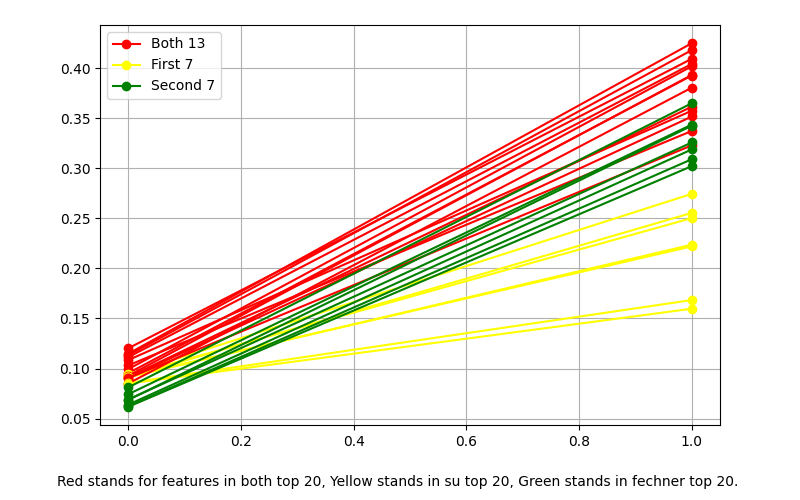 Both 13
First 7
Second 7
0.40
0.35
0.30
0.25
0.20
0.15
0.10
0.05
0.0 0.2 0.4 0.6 0.8 1.0
Red stands for features in both top 20, Yellow stands in su top 20, Green stands in fechner top 20.